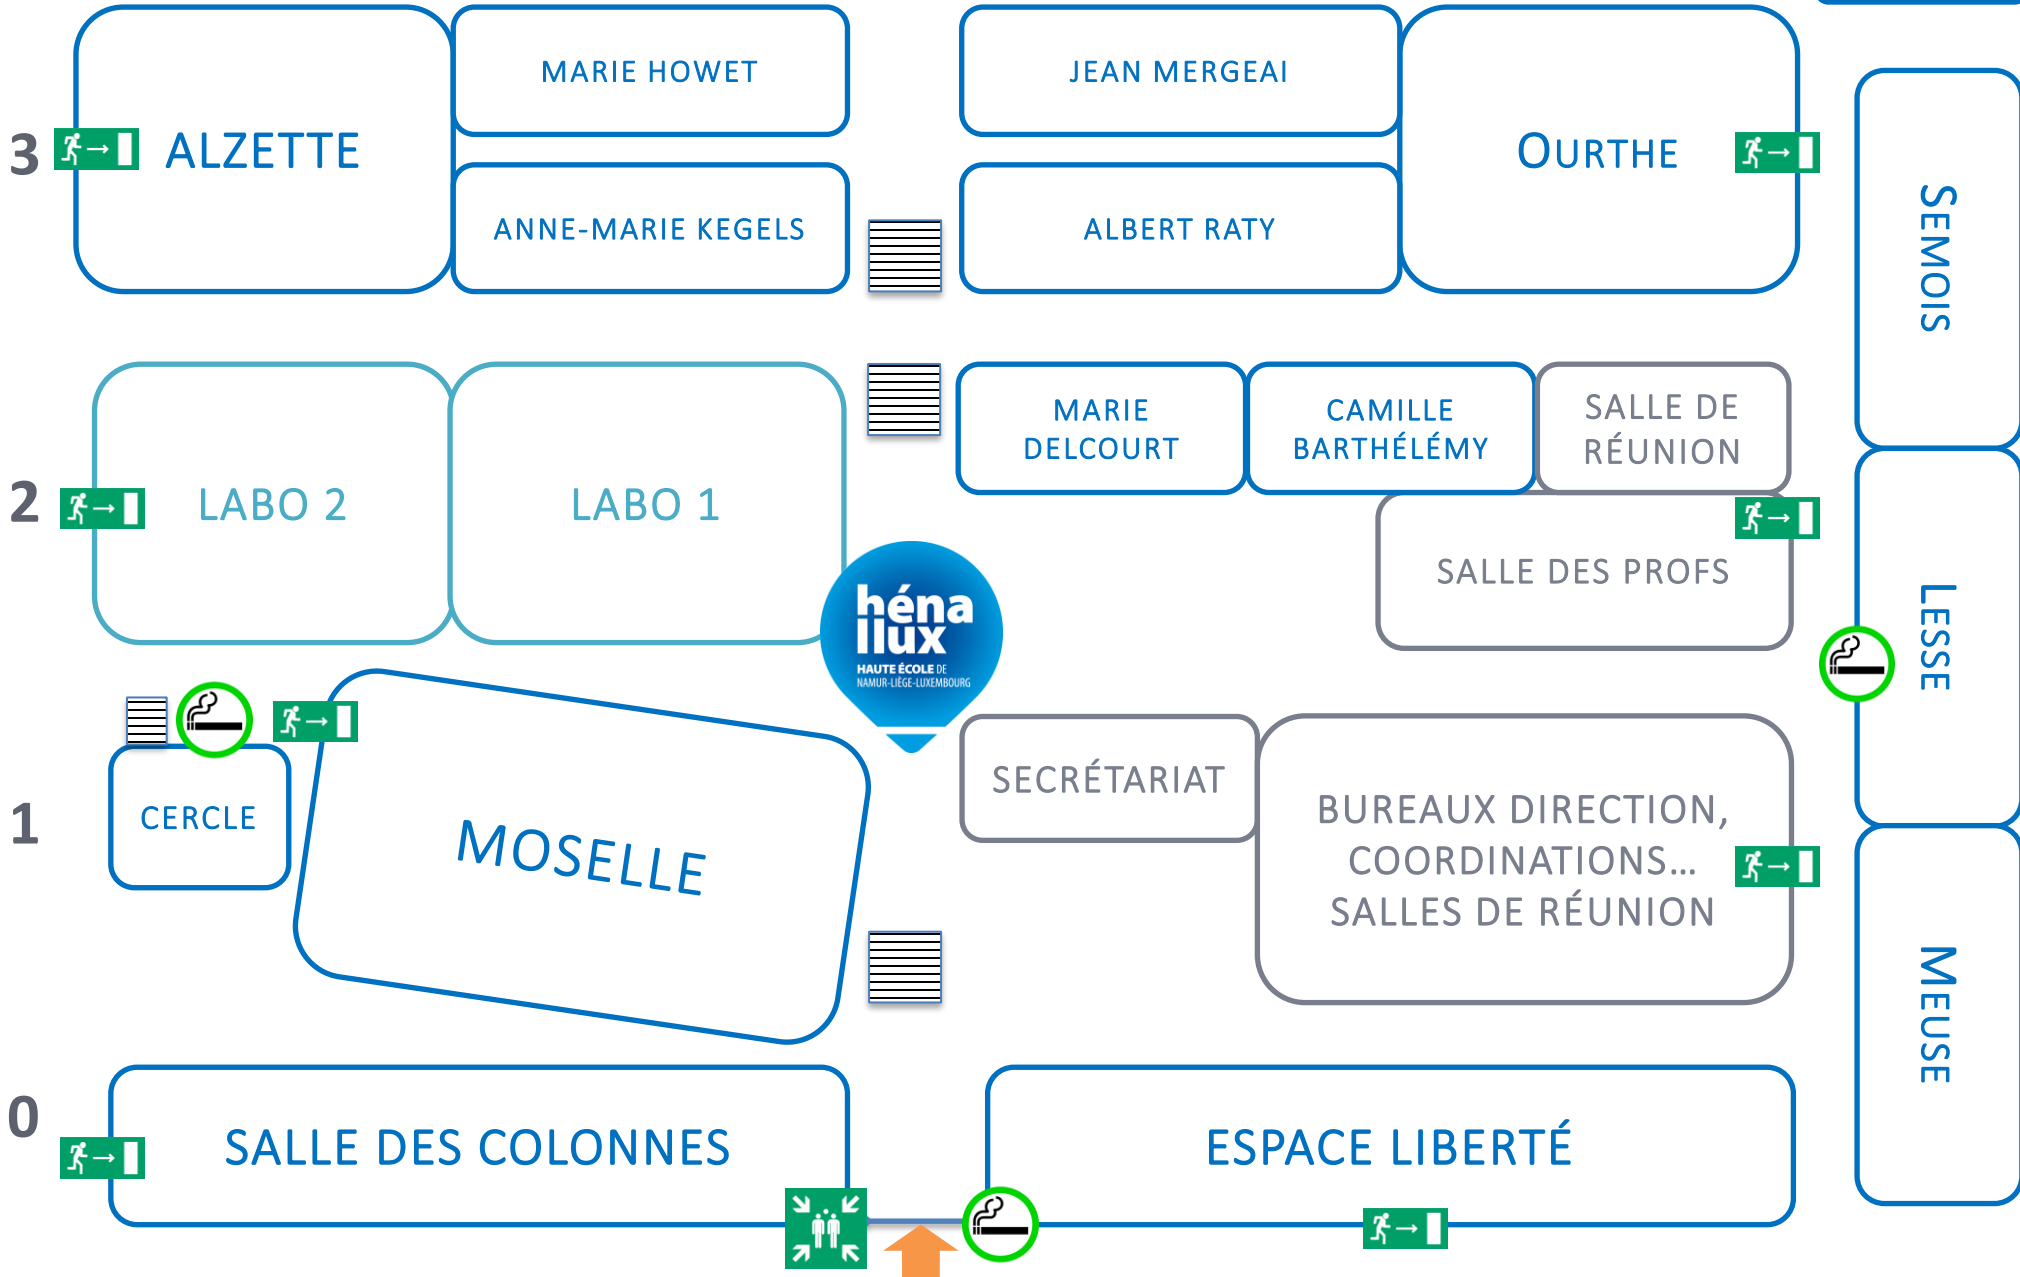 3
ALZETTE
MARIE HOWET
ANNE-MARIE KEGELS
JEAN MERGEAI
ALBERT RATY
OURTHE
SEMOIS
2
LABO 2
LABO 1
MARIE
DELCOURT
CAMILLE
BARTHÉLÉMY
SALLE DE
RÉUNION
SALLE DES PROFS
LESSE
héna
llux
HAUTE ÉCOLE DE
NAMUR-LIÈGE-LUXEMBOURG
1
CERCLE
MOSELLE
SECRÉTARIAT
BUREAUX DIRECTION,
COORDINATIONS...
SALLES DE RÉUNION
MEUSE
0
SALLE DES COLONNES
ESPACE LIBERTÉ